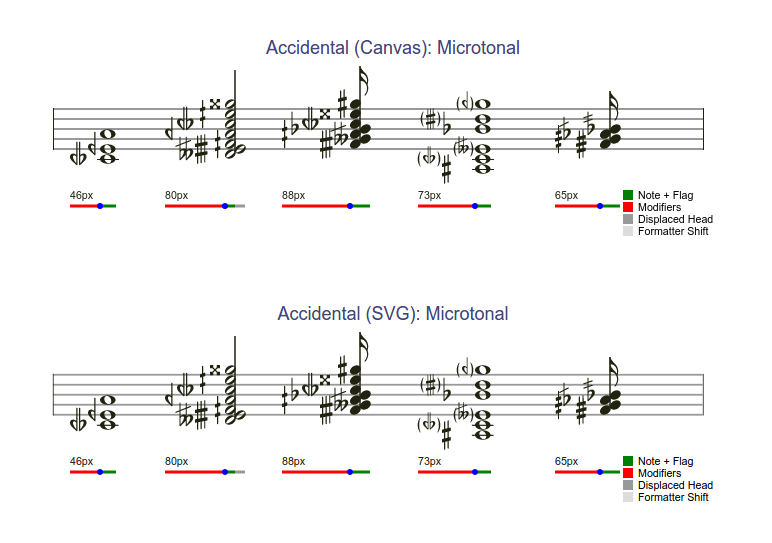 Accidental (Canvas): Microtonal
46px 80px 88px 73px 65px
Note + Flag
Modifiers
Displaced Head
Formatter Shift
Accidental (SVG): Microtonal
46px 80px 88px 73px 65px
Note + Flag
Modifiers
Displaced Head
Formatter Shift